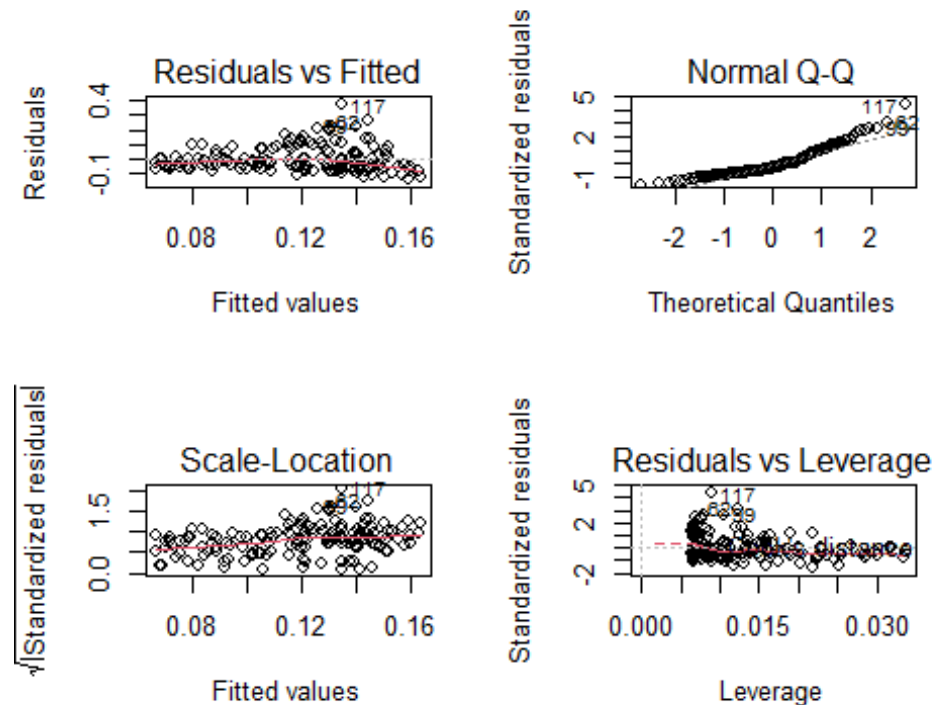 Residuals vs Fitted
Residuals
0.4
-0.1
117
0.08 0.12 0.16
Fitted values
Normal Q-Q
Standardized residuals
5
2
-1
117
-2 -1 0 1 2
Theoretical Quantiles
Scale-Location
√|Standardized residuals|
1.5
0.0
117
0.08 0.12 0.16
Fitted values
Residuals vs Leverage
Standardized residuals
5
2
-2
117
distance
0.000 0.015 0.030
Leverage